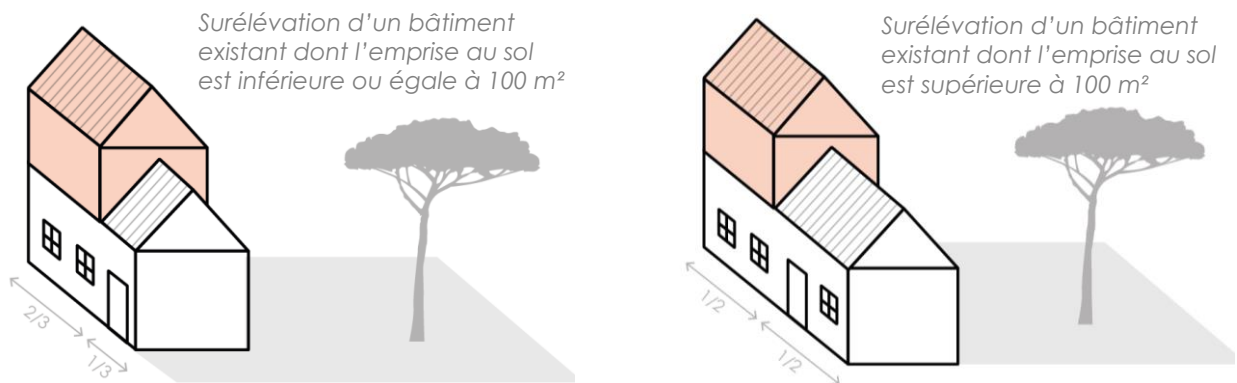 Surélévation d’un bâtiment
existant dont l’emprise au sol
est inférieure ou égale à 100 m²
2/3
1/3
Surélévation d’un bâtiment
existant dont l’emprise au sol
est supérieure à 100 m²
1/2
1/2